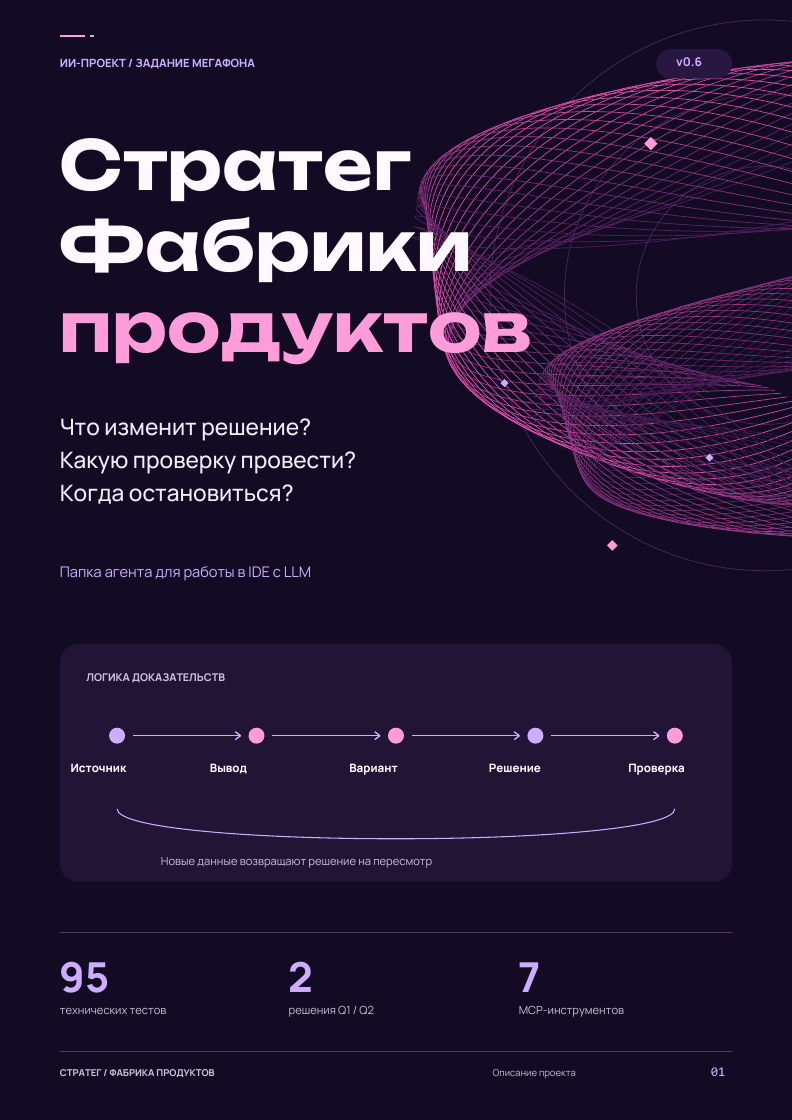 ИИ-ПРОЕКТ / ЗАДАНИЕ МЕГАФОНА
v0.6
Стратег
Фабрики
продуктов
Что изменит решение?
Какую проверку провести?
Когда остановиться?
Папка агента для работы в IDE с LLM
ЛОГИКА ДОКАЗАТЕЛЬСТВ
Источник Вывод Вариант Решение Проверка
Новые данные возвращают решение на пересмотр
95 2 7
технических тестов решения Q1 / Q2 MCP-инструментов
СТРАТЕГ / ФАБРИКА ПРОДУКТОВ Описание проекта 01